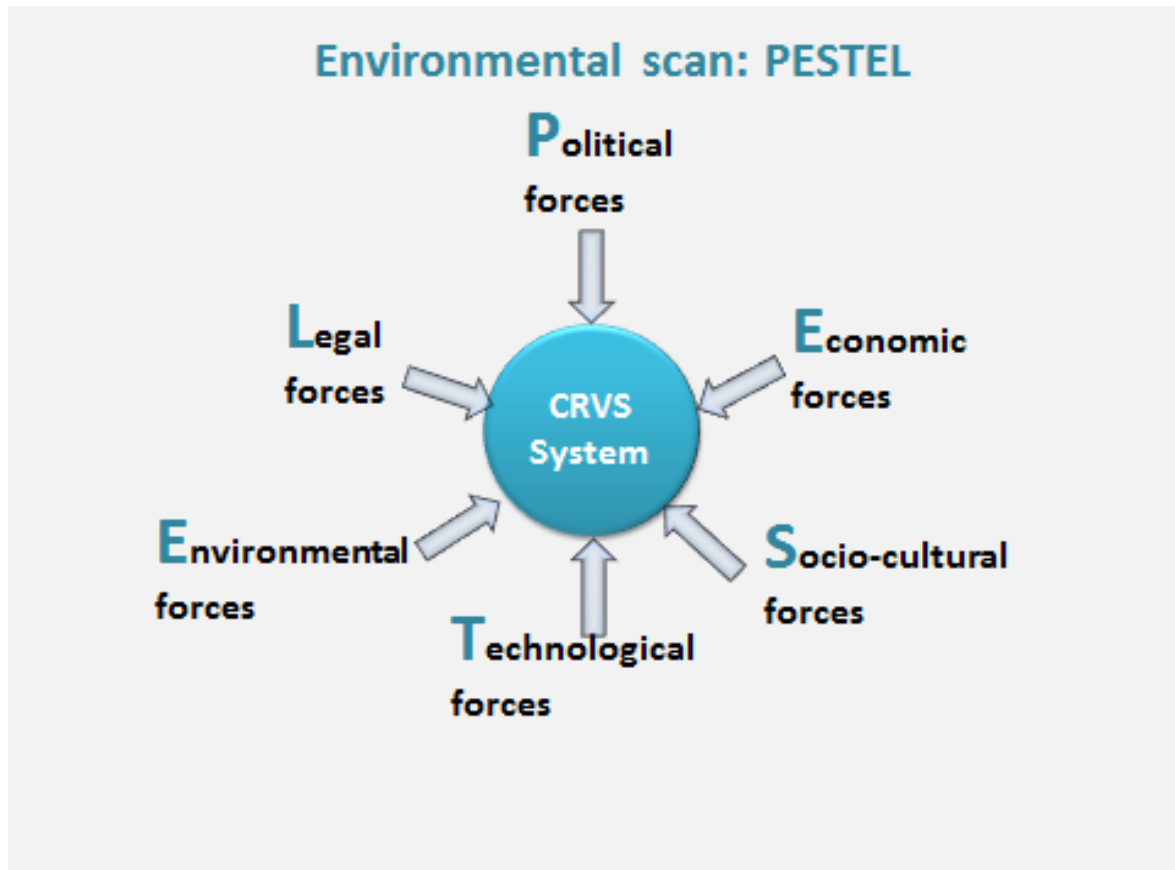 Environmental scan: PESTEL
Political
forces
Legal
forces
Economic
forces
CRVS
System
Environmental
forces
Socio-cultural
forces
Technological
forces